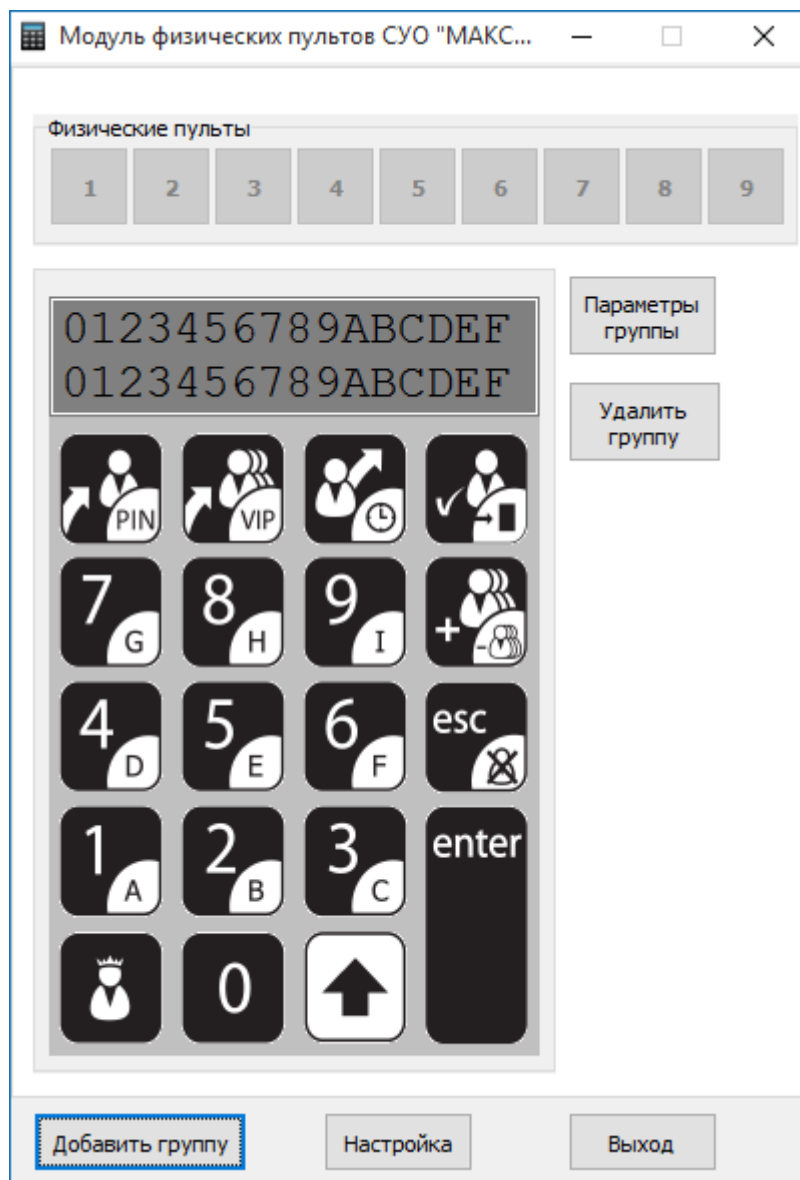 Модуль физических пультов СУО "МАКС...
Физические пульты
1 2 3 4 5 6 7 8 9
0123456789ABCDEF
0123456789ABCDEF
Параметры
группы
Удалить
группу
PIN VIP
7 G 8 H 9 I + -
4 D 5 E 6 F esc
1 A 2 B 3 C enter
0
Добавить группу Настройка Выход